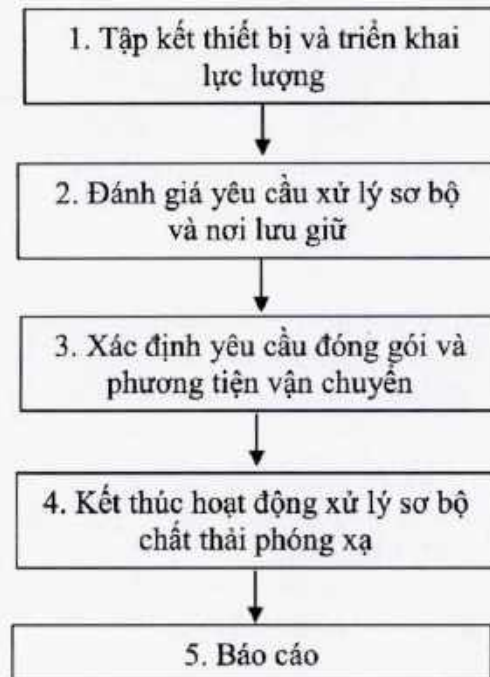 1. Tập kết thiết bị và triển khai
lực lượng
2. Đánh giá yêu cầu xử lý sơ bộ
và nơi lưu giữ
3. Xác định yêu cầu đóng gói và
phương tiện vận chuyển
4. Kết thúc hoạt động xử lý sơ bộ
chất thải phóng xạ
5. Báo cáo